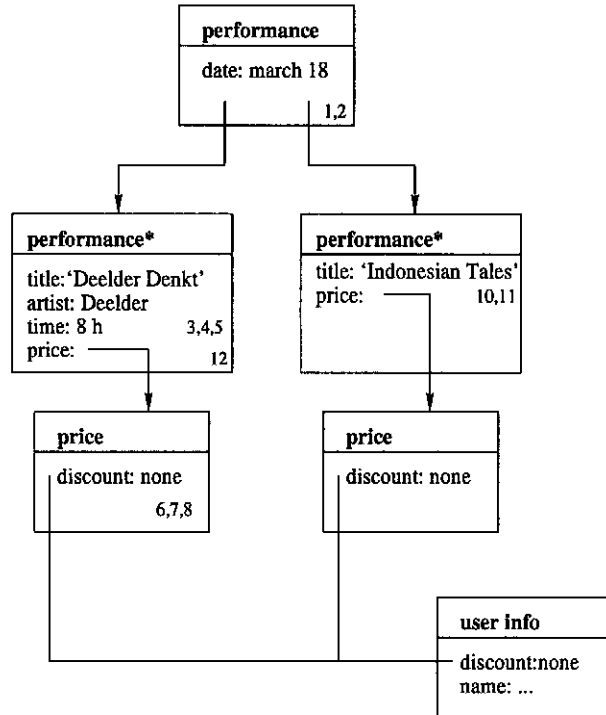 performance
date: march 18
1,2
performance*
title:‘Deelder Denkt’
artist: Deelder
time: 8 h 3,4,5
price: 12
performance*
title: ‘Indonesian Tales’
price: 10,11
price
discount: none
6,7,8
price
discount: none
user info
discount:none
name: ...